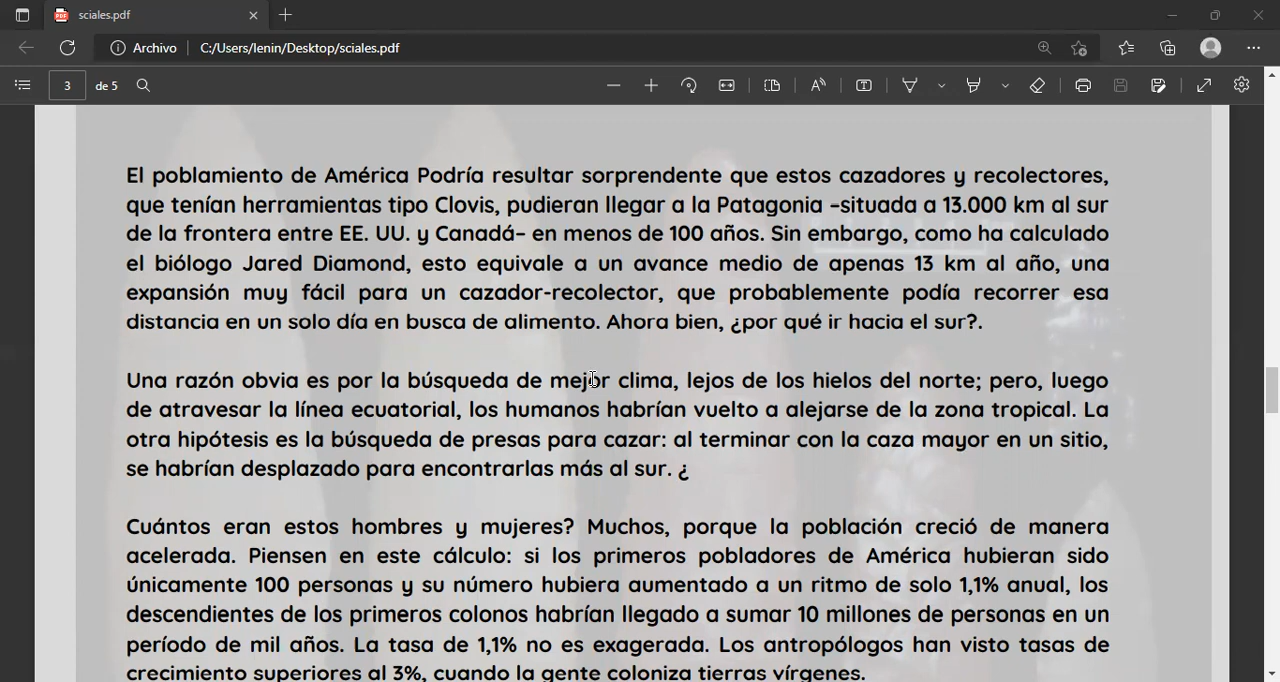 sciales.pdf
Archivo C:/Users/lenin/Desktop/sciales.pdf
3 de 5
El poblamiento de América Podría resultar sorprendente que estos cazadores y recolectores,
que tenían herramientas tipo Clovis, pudieran llegar a la Patagonia –situada a 13.000 km al sur
de la frontera entre EE. UU. y Canadá– en menos de 100 años. Sin embargo, como ha calculado
el biólogo Jared Diamond, esto equivale a un avance medio de apenas 13 km al año, una
expansión muy fácil para un cazador-recolector, que probablemente podía recorrer esa
distancia en un solo día en busca de alimento. Ahora bien, ¿por qué ir hacia el sur?.
Una razón obvia es por la búsqueda de mejor clima, lejos de los hielos del norte; pero, luego
de atravesar la línea ecuatorial, los humanos habrían vuelto a alejarse de la zona tropical. La
otra hipótesis es la búsqueda de presas para cazar: al terminar con la caza mayor en un sitio,
se habrían desplazado para encontrarlas más al sur. ¿
Cuántos eran estos hombres y mujeres? Muchos, porque la población creció de manera
acelerada. Piensen en este cálculo: si los primeros pobladores de América hubieran sido
únicamente 100 personas y su número hubiera aumentado a un ritmo de solo 1,1% anual, los
descendientes de los primeros colonos habrían llegado a sumar 10 millones de personas en un
período de mil años. La tasa de 1,1% no es exagerada. Los antropólogos han visto tasas de
crecimiento superiores al 3%, cuando la gente coloniza tierras vírgenes.